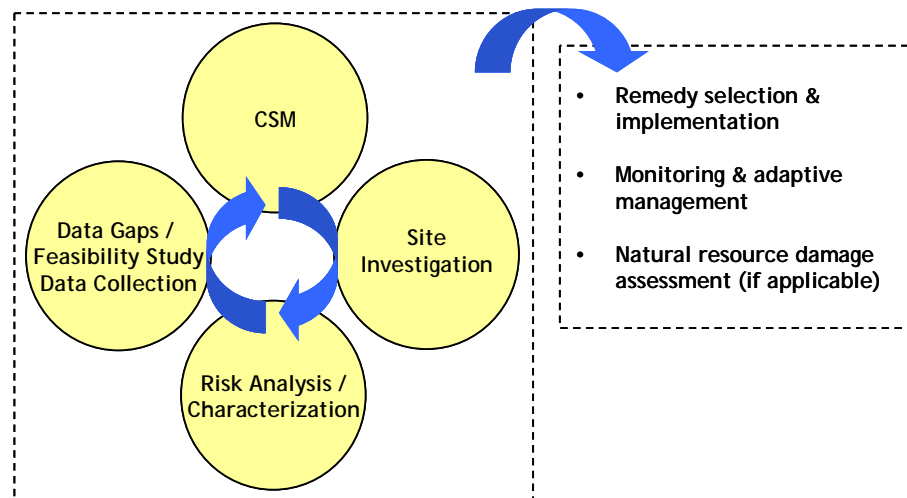 CSM
Data Gaps /
Feasibility Study
Data Collection
Site
Investigation
Risk Analysis /
Characterization
• Remedy selection &
implementation
• Monitoring & adaptive
management
• Natural resource damage
assessment (if applicable)